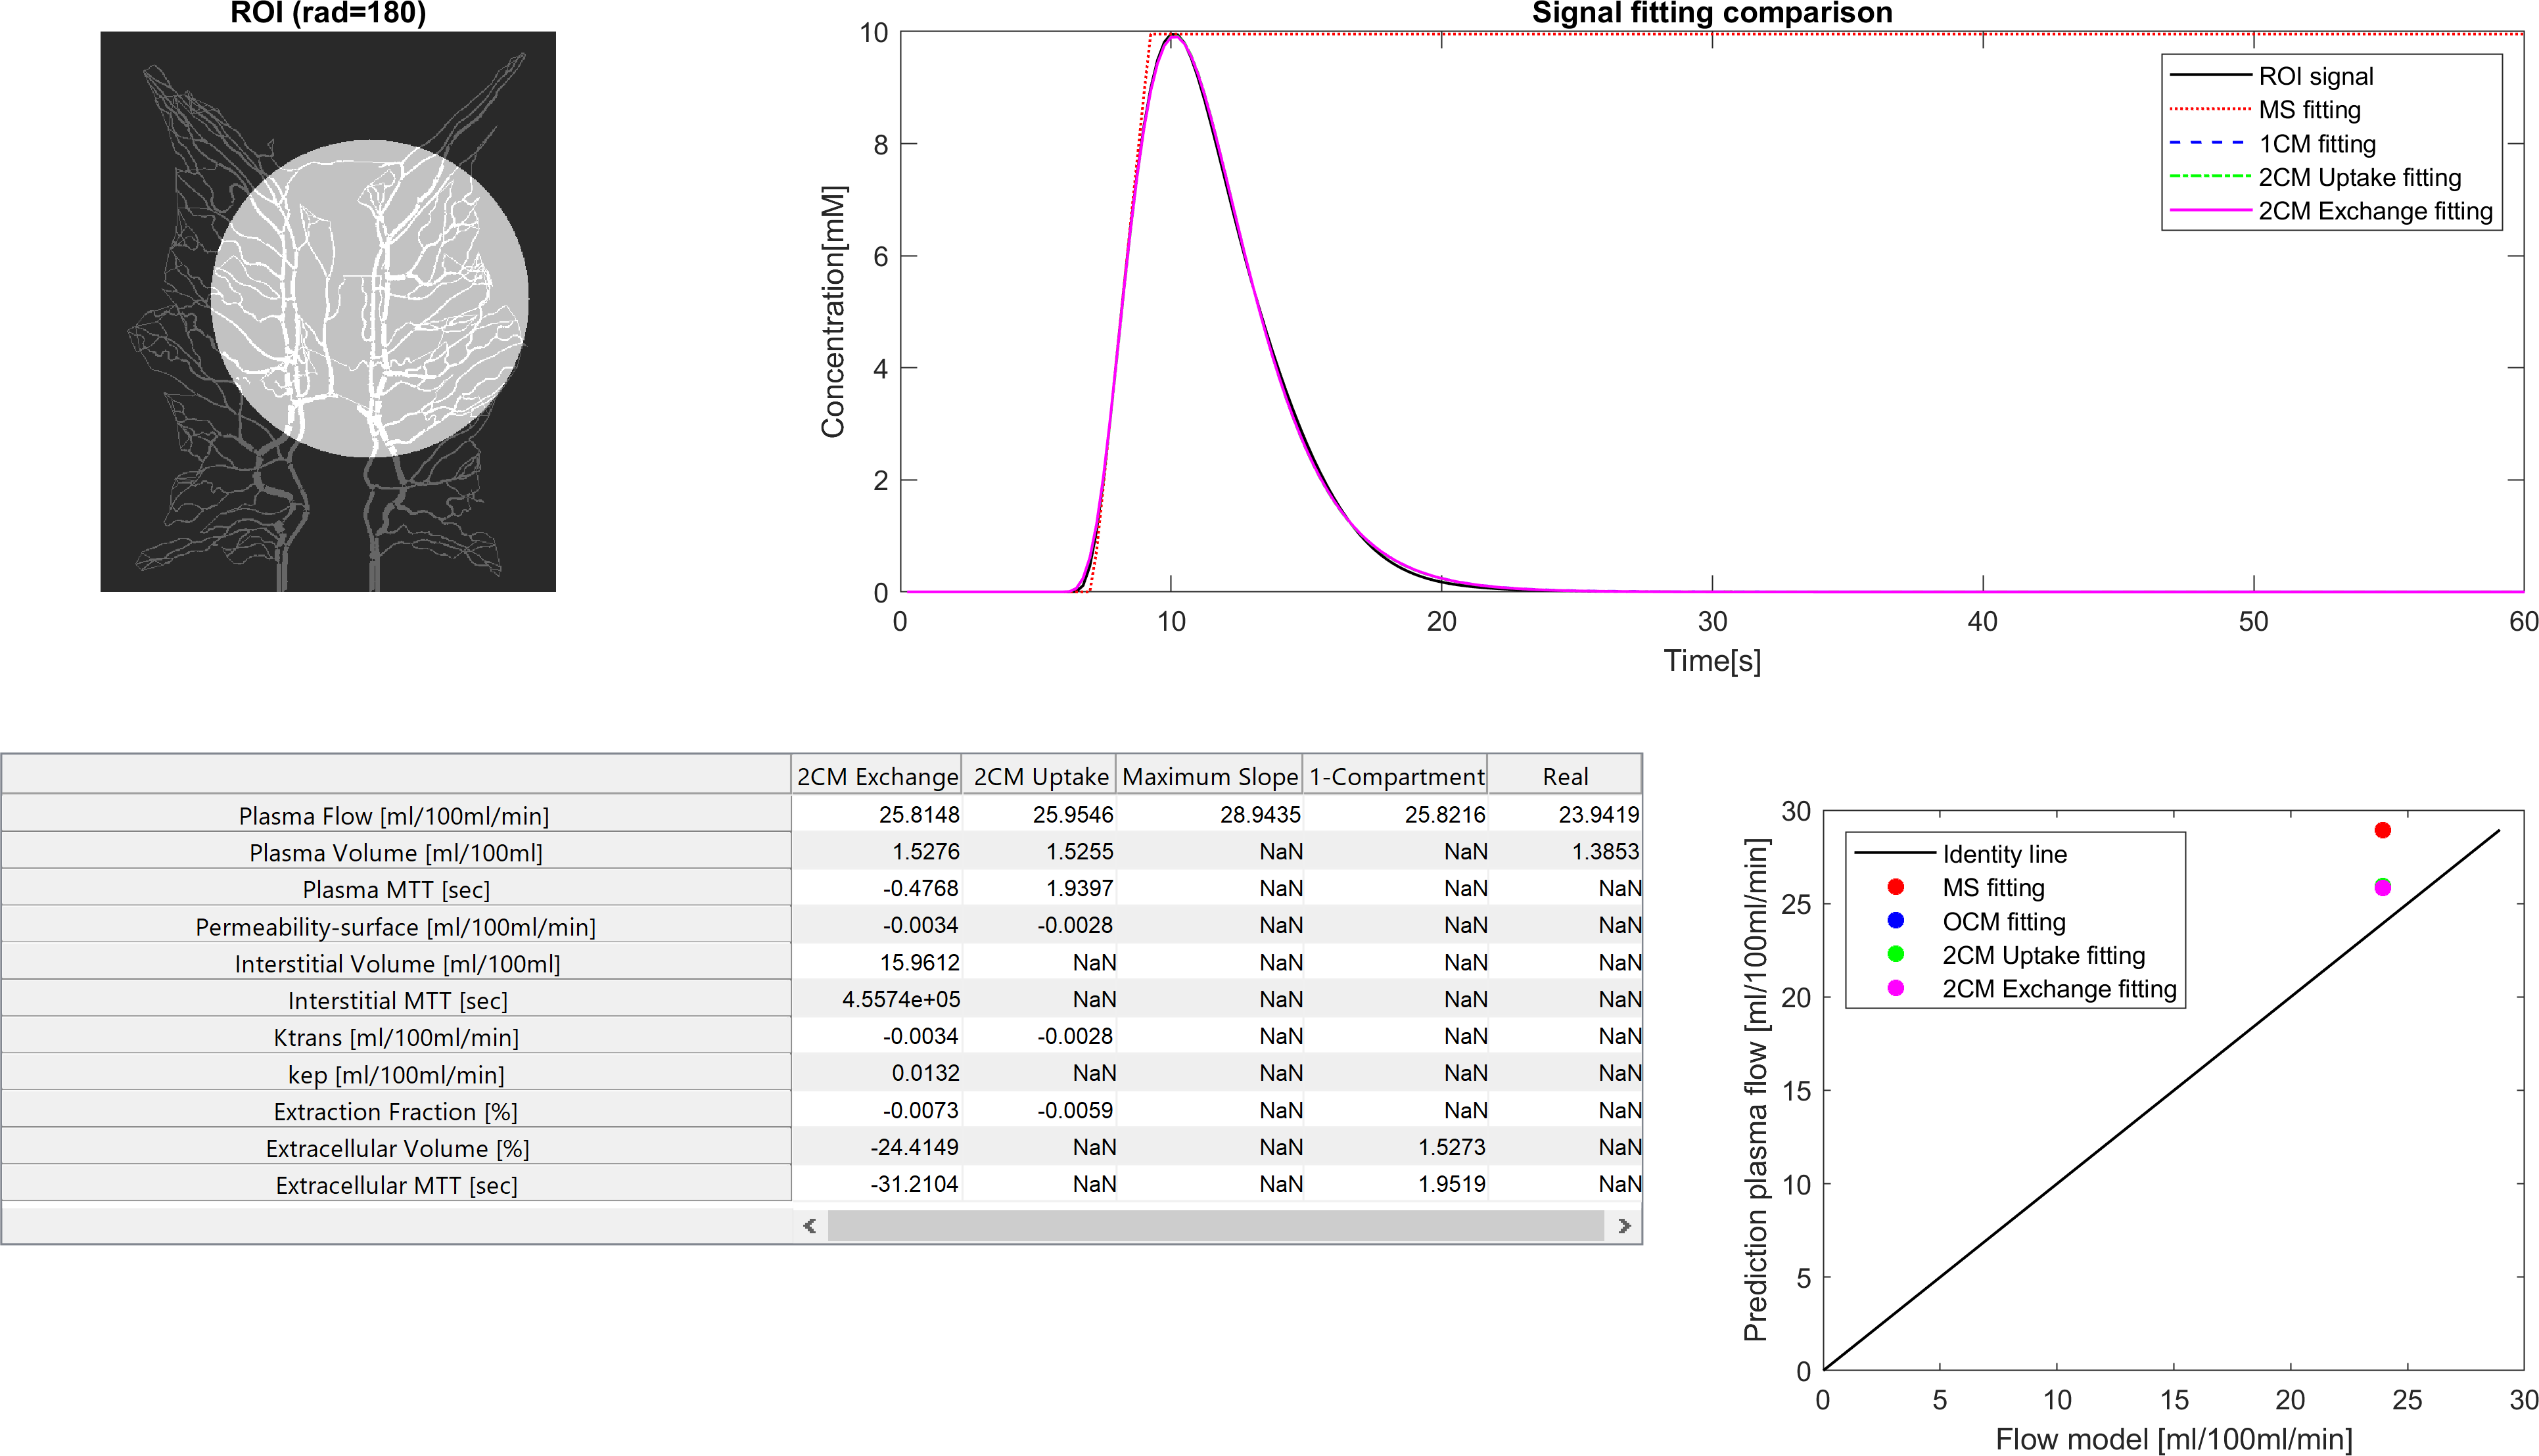 ROI (rad=180)
Signal fitting comparison
Concentration[mM]
10
8
6
4
2
0
0 10 20 30 40 50 60
Time[s]
ROI signal
MS fitting
1CM fitting
2CM Uptake fitting
2CM Exchange fitting
2CM Exchange 2CM Uptake Maximum Slope 1-Compartment Real
Plasma Flow [ml/100ml/min] 25.8148 25.9546 28.9435 25.8216 23.9419
Plasma Volume [ml/100ml] 1.5276 1.5255 NaN NaN 1.3853
Plasma MTT [sec] -0.4768 1.9397 NaN NaN NaN
Permeability-surface [ml/100ml/min] -0.0034 -0.0028 NaN NaN NaN
Interstitial Volume [ml/100ml] 15.9612 NaN NaN NaN NaN
Interstitial MTT [sec] 4.5574e+05 NaN NaN NaN NaN
Ktrans [ml/100ml/min] -0.0034 -0.0028 NaN NaN NaN
kep [ml/100ml/min] 0.0132 NaN NaN NaN NaN
Extraction Fraction [%] -0.0073 -0.0059 NaN NaN NaN
Extracellular Volume [%] -24.4149 NaN NaN 1.5273 NaN
Extracellular MTT [sec] -31.2104 NaN NaN 1.9519 NaN
Prediction plasma flow [ml/100ml/min]
30
25
20
15
10
5
0
0 5 10 15 20 25 30
Flow model [ml/100ml/min]
Identity line
MS fitting
OCM fitting
2CM Uptake fitting
2CM Exchange fitting